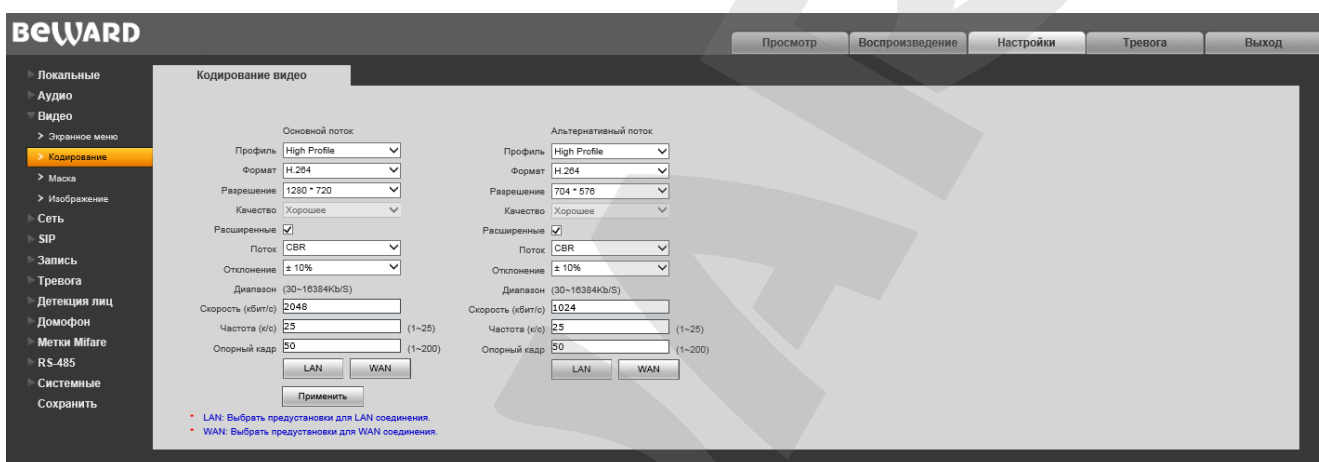 BEWARD
Просмотр Воспроизведение Настройки Тревога Выход
Локальные
Аудио
Видео
Экранное меню
Кодирование
Маска
Изображение
Сеть
SIP
Запись
Тревога
Детекция лиц
Домофон
Метки Mifare
RS-485
Системные
Сохранить
Кодирование видео
Основной поток Альтернативный поток
Профиль High Profile Профиль High Profile
Формат H.264 Формат H.264
Разрешение 1280 * 720 Разрешение 704 * 576
Качество Хорошее Качество Хорошее
Расширенные Расширенные
Поток CBR Поток CBR
Отклонение ± 10% Отклонение ± 10%
Диапазон (30~16384Kb/S) Диапазон (30~16384Kb/S)
Скорость (кбит/с) 2048 Скорость (кбит/с) 1024
Частота (к/с) 25 (1~25) Частота (к/с) 25 (1~25)
Опорный кадр 50 (1~200) Опорный кадр 50 (1~200)
LAN WAN LAN WAN
Применить
* LAN: Выбрать предустановки для LAN соединения.
* WAN: Выбрать предустановки для WAN соединения.